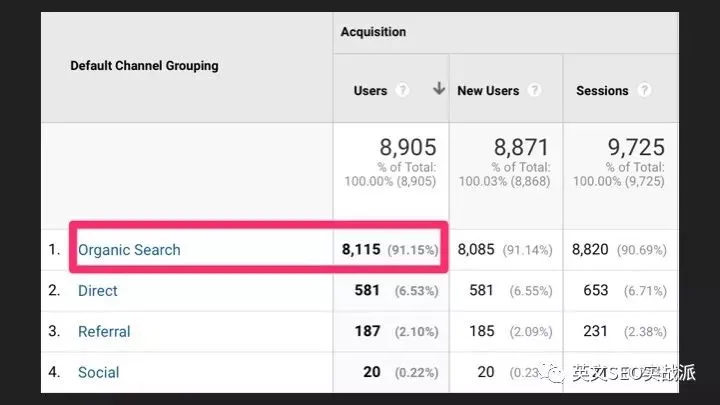 Acquisition
Default Channel Grouping
Users ? New Users ? Sessions ?
8,905 8,871 9,725
% of Total: % of Total: % of Total:
100.00% (8,905) 100.03% (8,868) 100.00% (9,725)
1. Organic Search 8,115 (91.15%) 8,085 (91.14%) 8,820 (90.69%)
2. Direct 581 (6.53%) 581 (6.55%) 653 (6.71%)
3. Referral 187 (2.10%) 185 (2.09%) 231 (2.38%)
4. Social 20 (0.22%) 20
英文SEO实战派